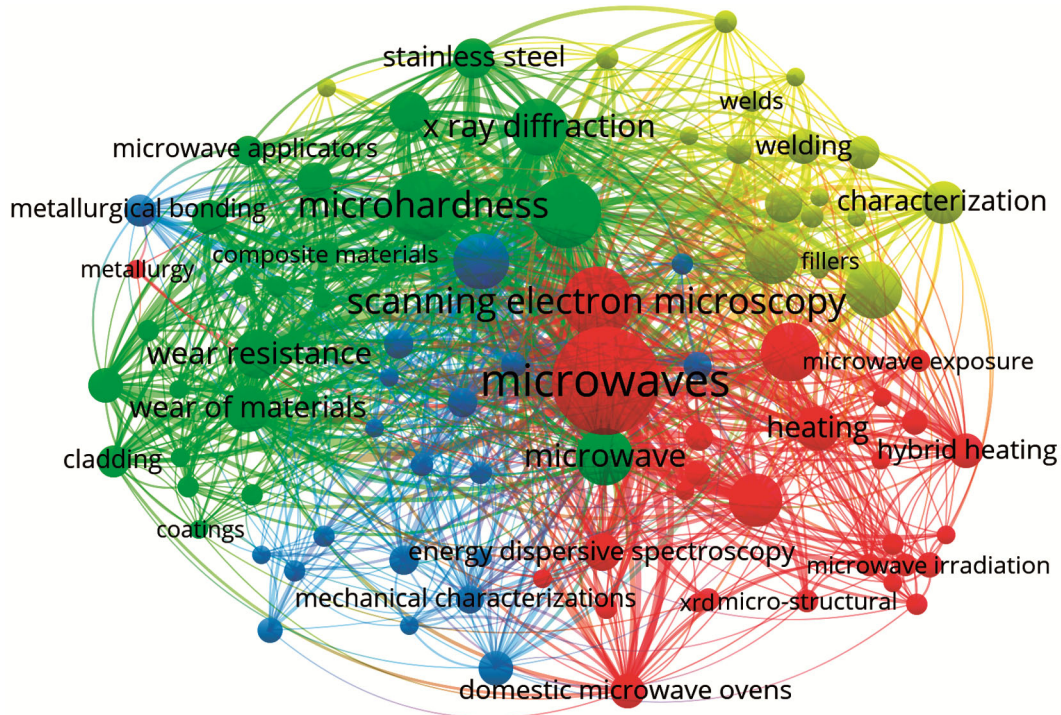 stainless steel
welds
x ray diffraction
microwave applicators
welding
metallurgical bonding
microhardness
characterization
composite materials
fillers
metallurgy
scanning electron microscopy
wear resistance
microwave exposure
microwaves
wear of materials
heating
cladding
microwave
hybrid heating
coatings
energy dispersive spectroscopy
microwave irradiation
mechanical characterizations
xrd
micro-structural
domestic microwave ovens